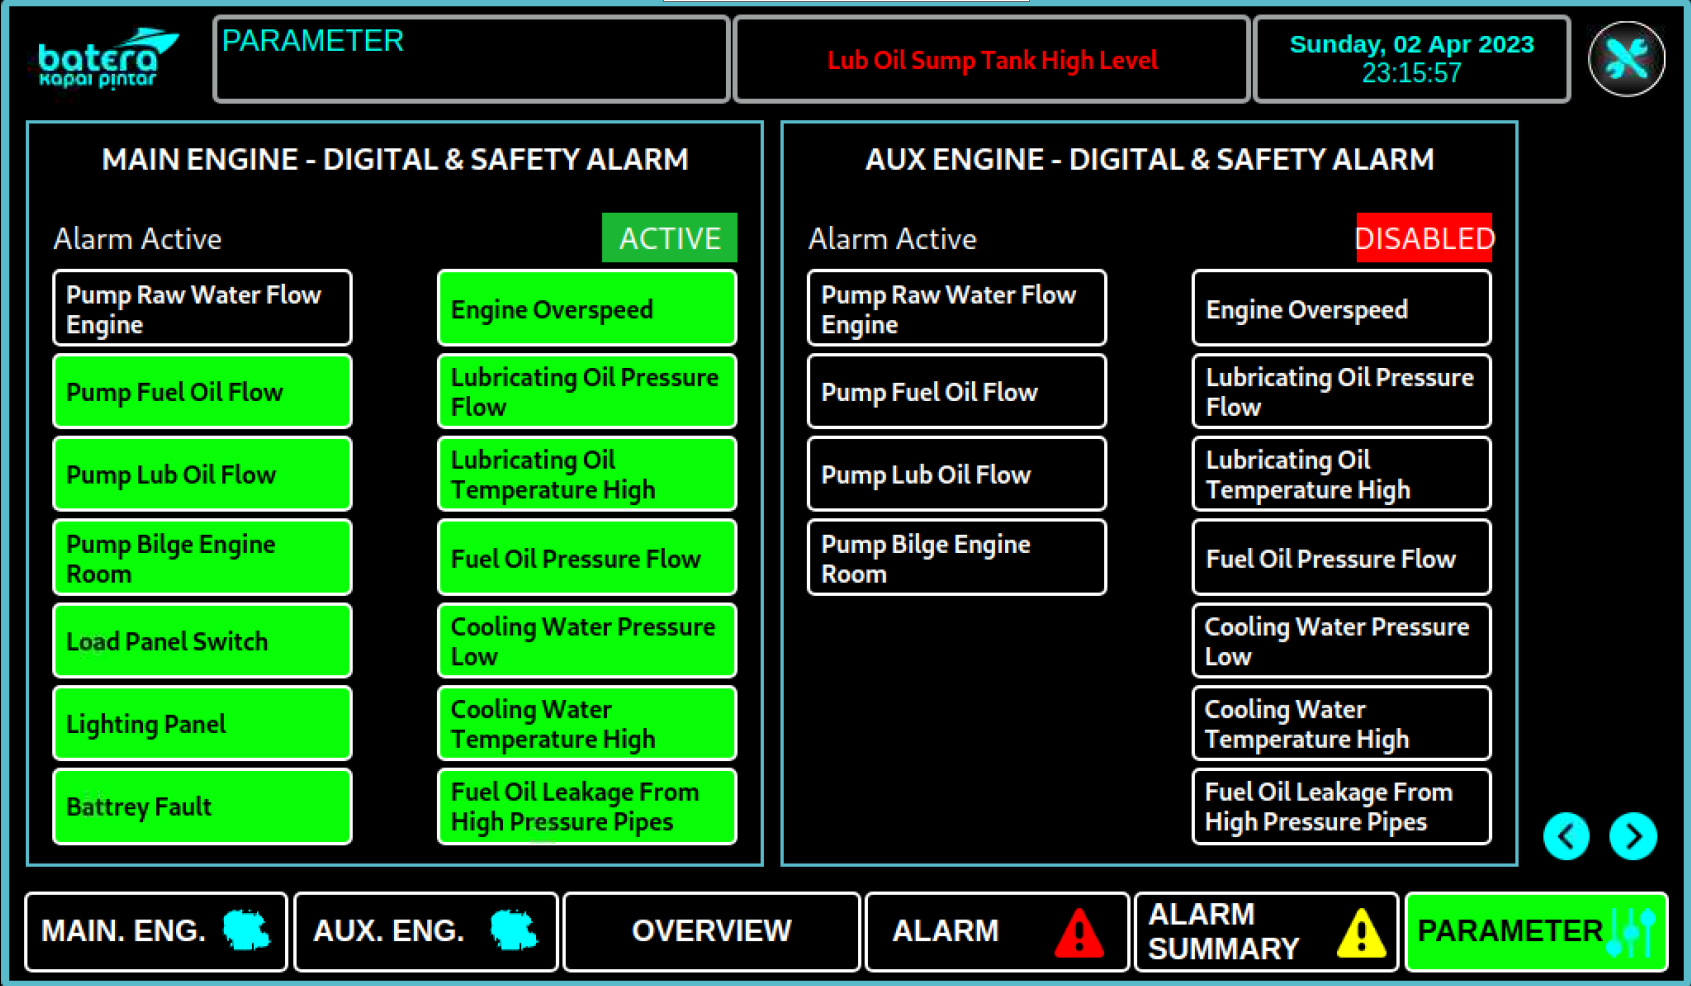 batera
kapal pintar
PARAMETER
Lub Oil Sump Tank High Level
Sunday, 02 Apr 2023
23:15:57
MAIN ENGINE - DIGITAL & SAFETY ALARM
Alarm Active
ACTIVE
Pump Raw Water Flow
Engine
Engine Overspeed
Pump Fuel Oil Flow
Lubricating Oil Pressure
Flow
Pump Lub Oil Flow
Lubricating Oil
Temperature High
Pump Bilge Engine
Room
Fuel Oil Pressure Flow
Load Panel Switch
Cooling Water Pressure
Low
Lighting Panel
Cooling Water
Temperature High
Battrey Fault
Fuel Oil Leakage From
High Pressure Pipes
AUX ENGINE - DIGITAL & SAFETY ALARM
Alarm Active
DISABLED
Pump Raw Water Flow
Engine
Engine Overspeed
Pump Fuel Oil Flow
Lubricating Oil Pressure
Flow
Pump Lub Oil Flow
Lubricating Oil
Temperature High
Pump Bilge Engine
Room
Fuel Oil Pressure Flow
Cooling Water Pressure
Low
Cooling Water
Temperature High
Fuel Oil Leakage From
High Pressure Pipes
MAIN. ENG.
AUX. ENG.
OVERVIEW
ALARM
ALARM
SUMMARY
PARAMETER